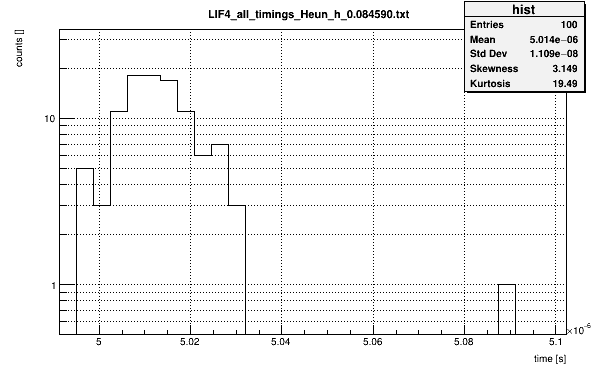 LIF4_all_timings_Heun_h_0.084590.txt
hist
Entries 100
Mean 5.014e−06
Std Dev 1.109e−08
Skewness 3.149
Kurtosis 19.49
counts []
10
1
5 5.02 5.04 5.06 5.08 5.1
×10⁻⁶
time [s]